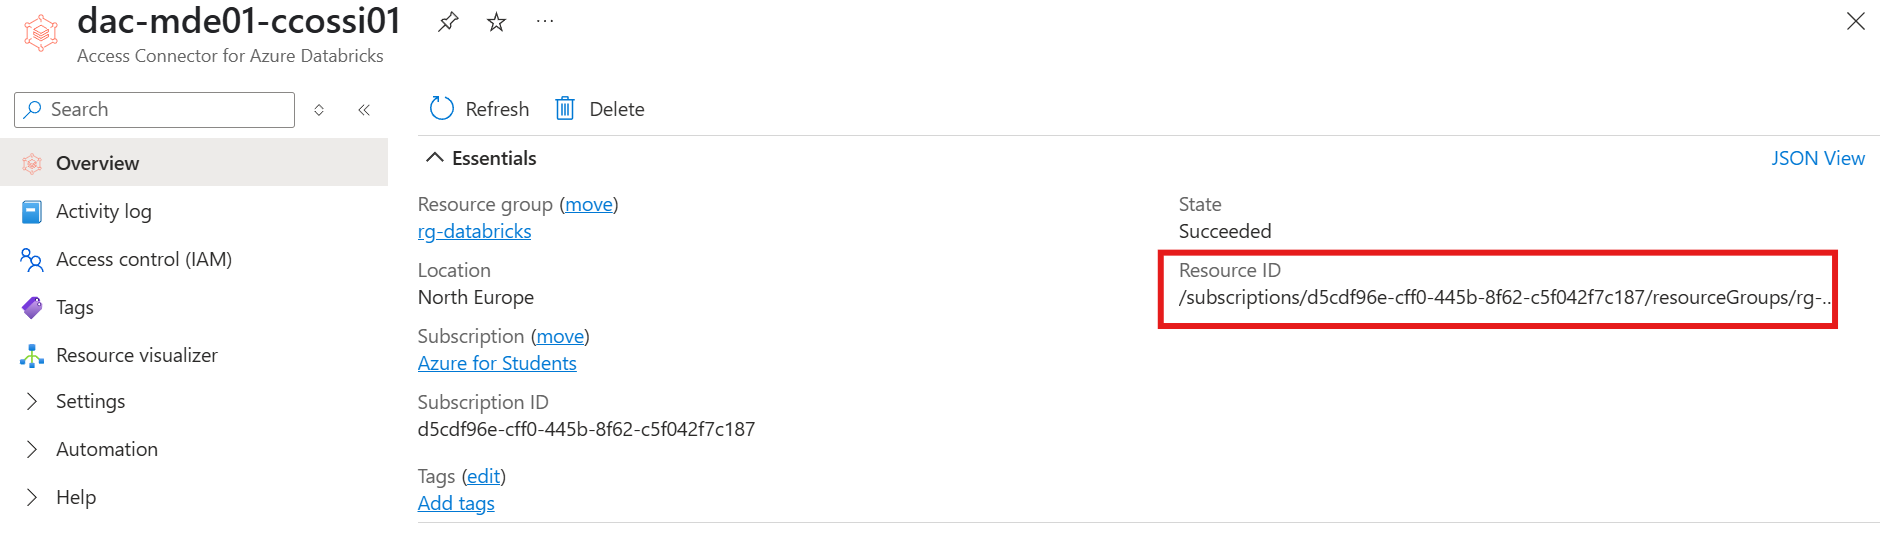 dac-mde01-ccossi01
Access Connector for Azure Databricks
Search
Overview
Activity log
Access control (IAM)
Tags
Resource visualizer
Settings
Automation
Help
Refresh
Delete
Essentials
JSON View
Resource group (move)
rg-databricks
Location
North Europe
Subscription (move)
Azure for Students
Subscription ID
d5cdf96e-cff0-445b-8f62-c5f042f7c187
Tags (edit)
Add tags
State
Succeeded
Resource ID
/subscriptions/d5cdf96e-cff0-445b-8f62-c5f042f7c187/resourceGroups/rg-...